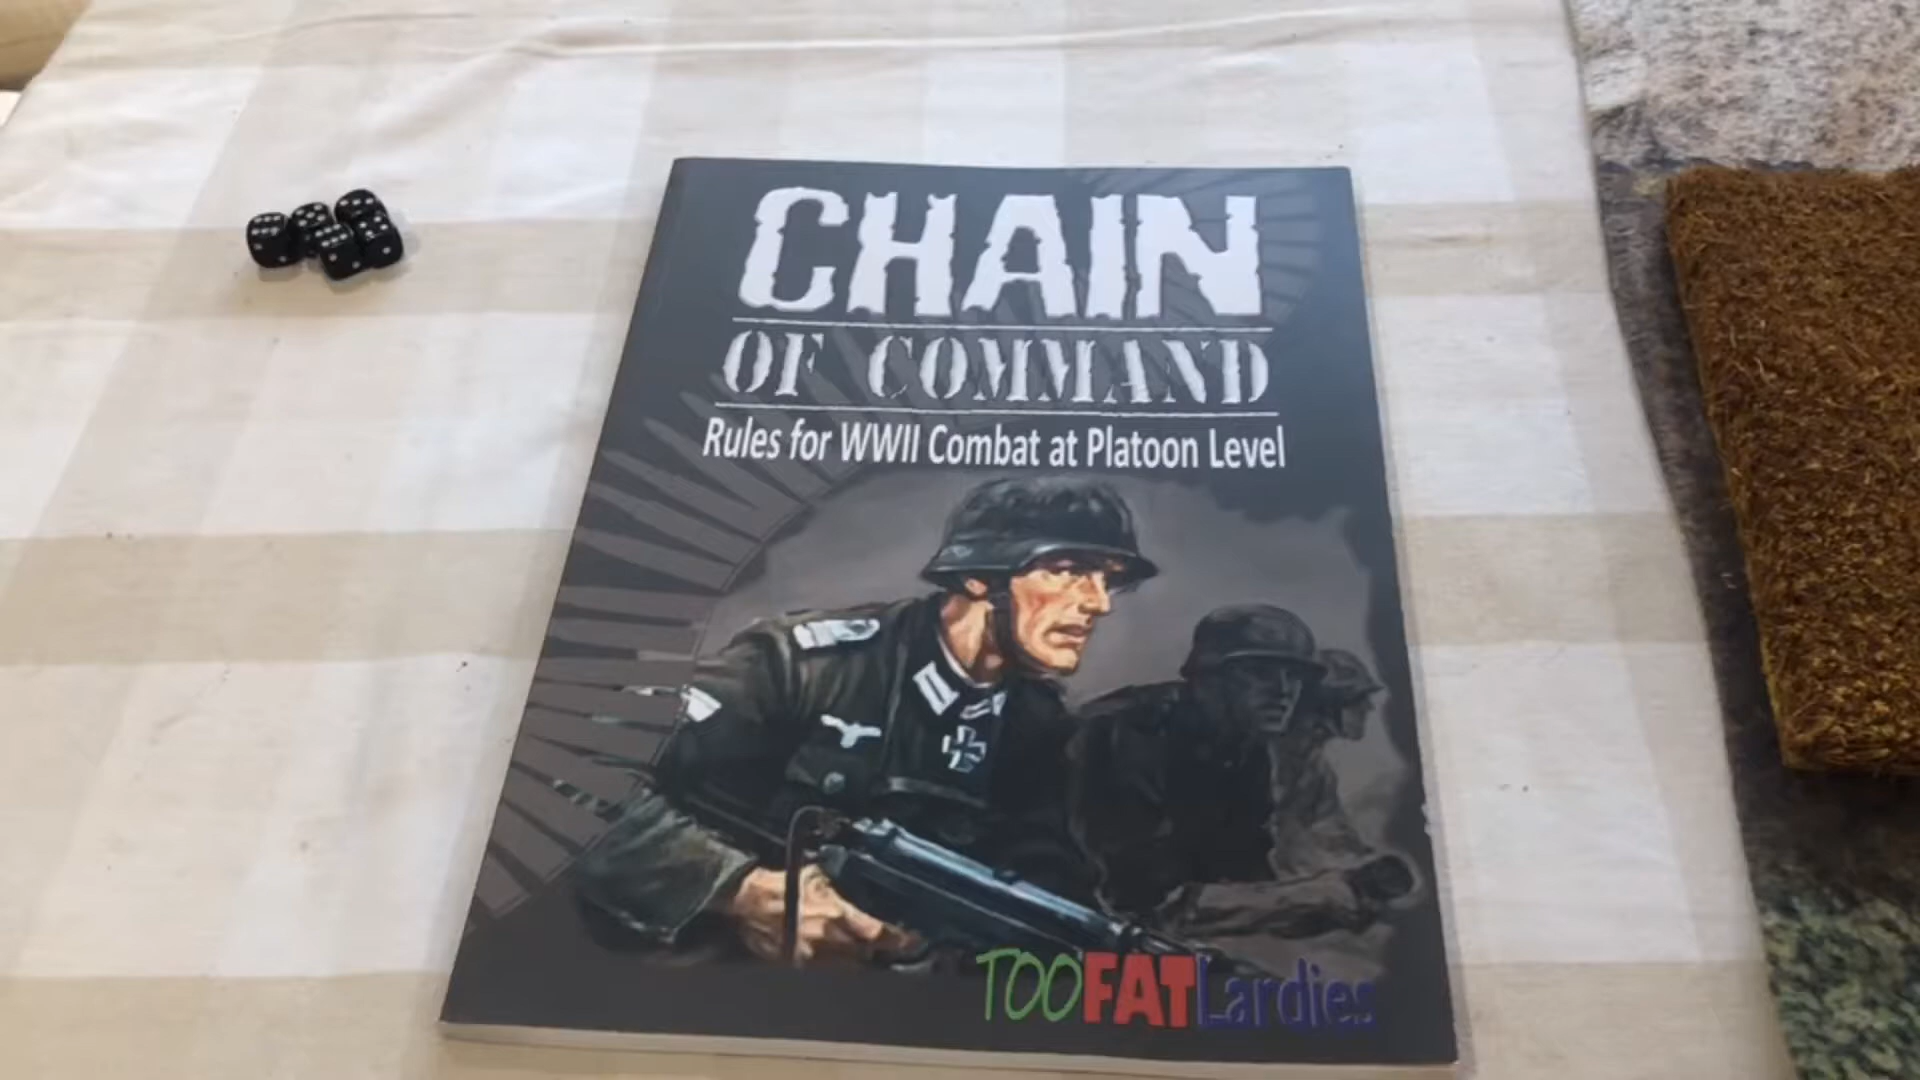 CHAIN
OF COMMAND
Rules for WWII Combat at Platoon Level
TOOFATLardies